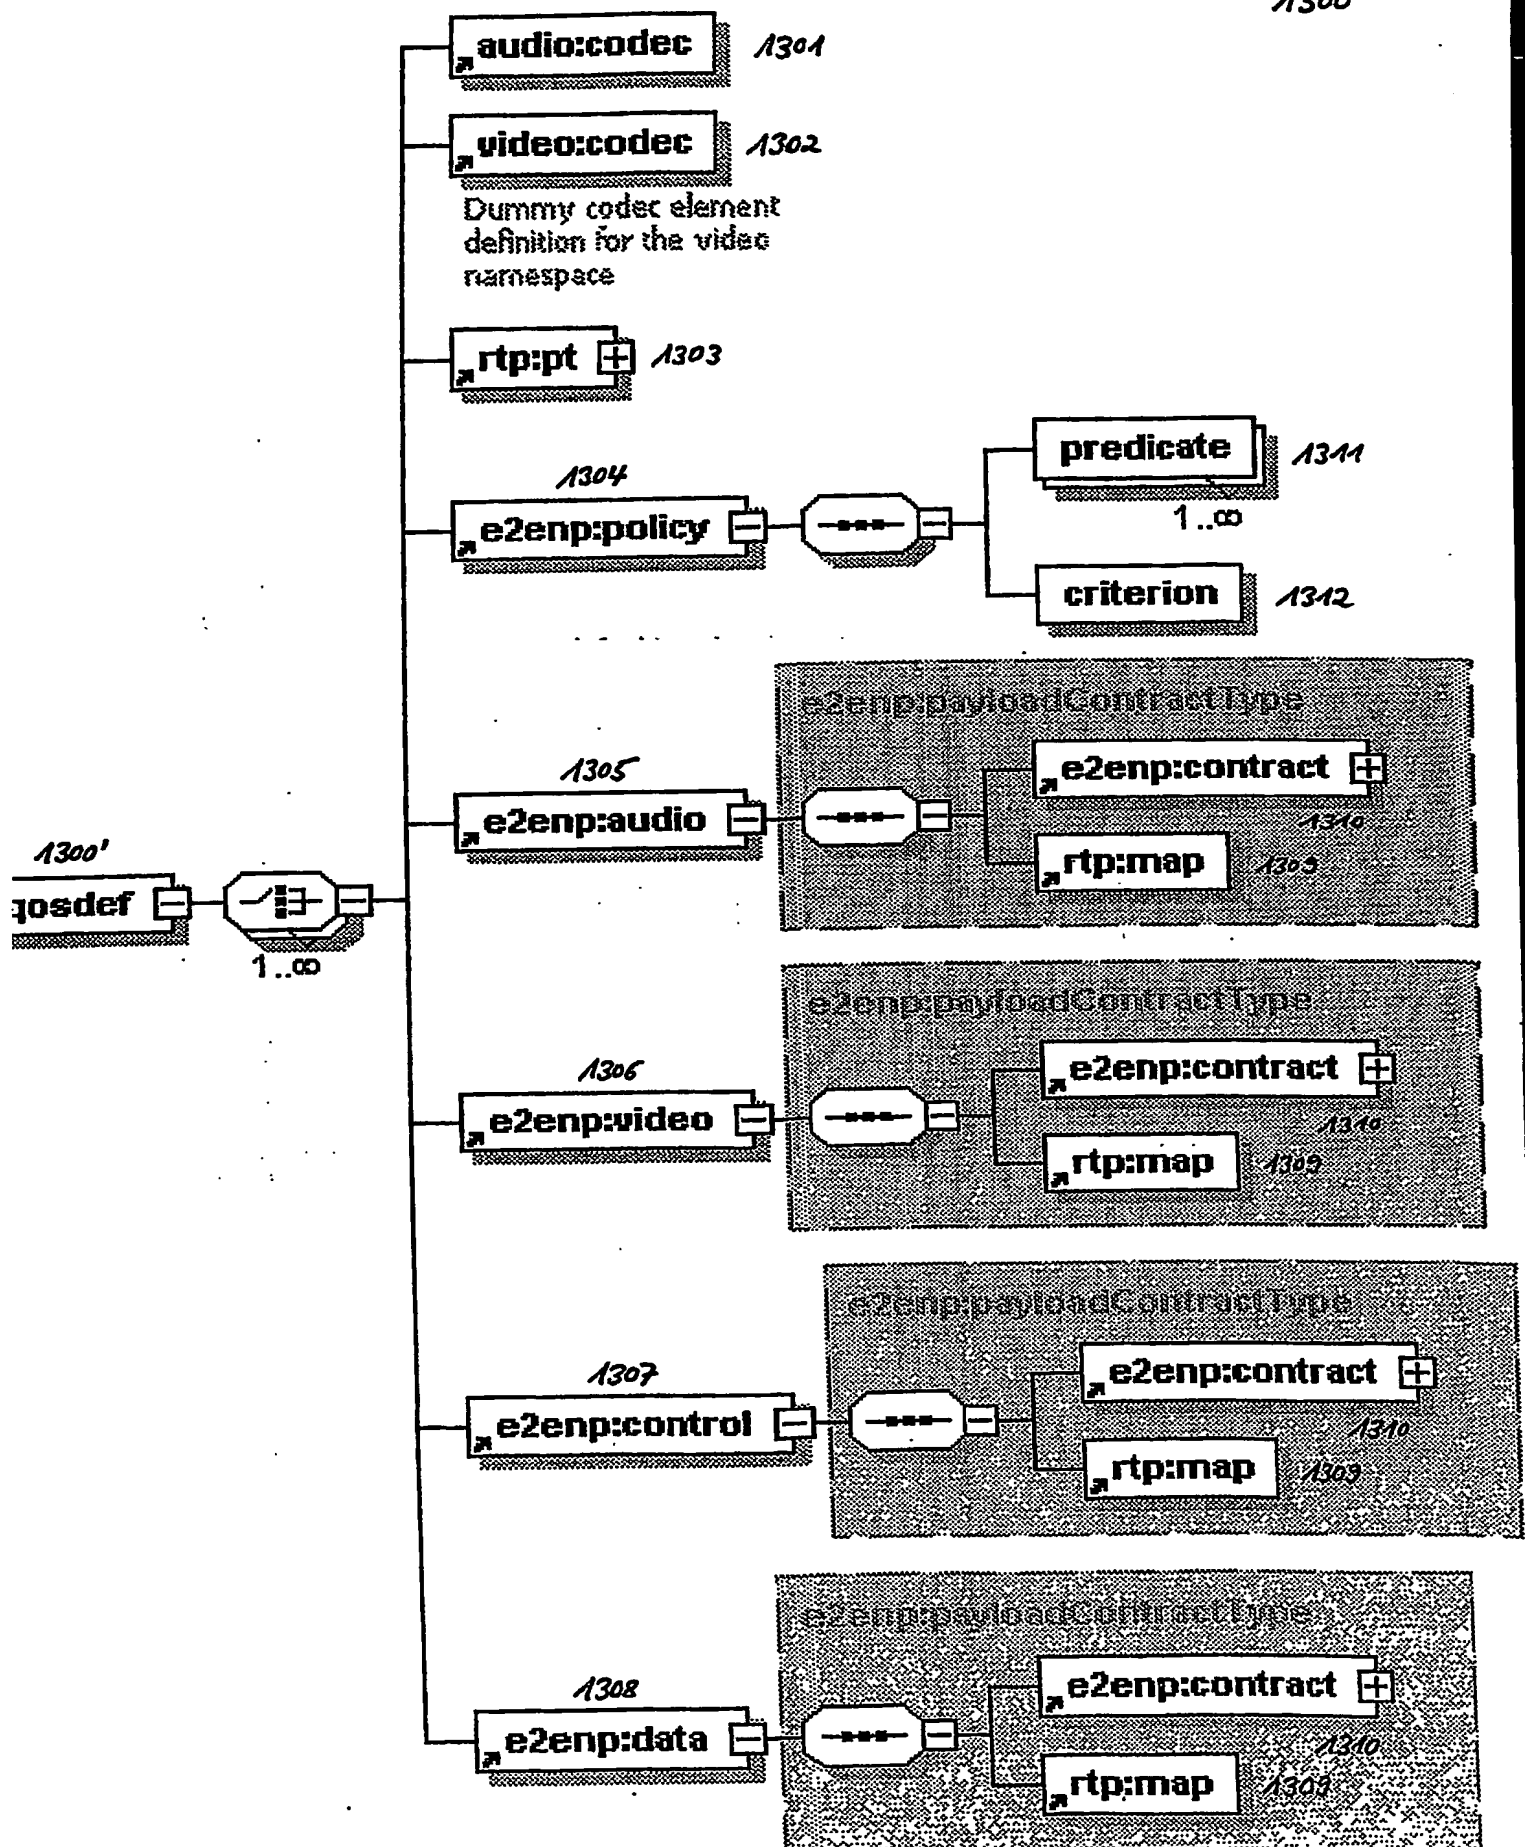 1300
audio:codec 1301
video:codec 1302
Dummy codec element
definition for the video
namespace
rtp:pt 1303
predicate 1311
1..∞
1304
e2enp:policy
criterion 1312
e2enp:payloadContractType
e2enp:contract
1305
e2enp:audio
1310
rtp:map 1309
1300'
qosdef
1..∞
e2enp:payloadContractType
e2enp:contract
1306
e2enp:video
1310
rtp:map 1309
e2enp:payloadContractType
e2enp:contract
1307
e2enp:control
1310
rtp:map 1309
e2enp:payloadContractType
e2enp:contract
1308
e2enp:data
1310
rtp:map 1309